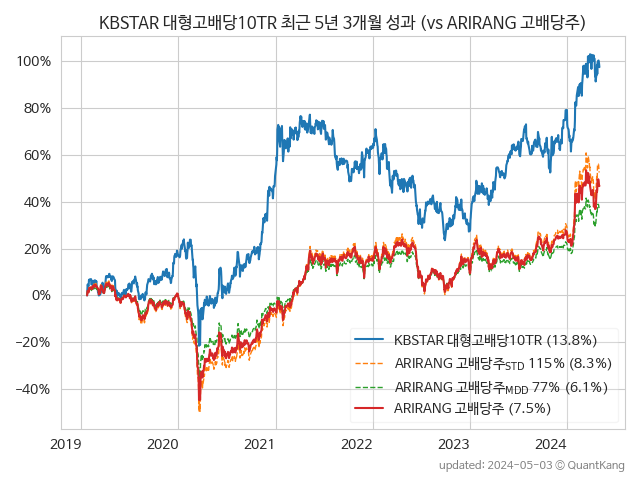 KBSTAR 대형고배당10TR 최근 5년 3개월 성과 (vs ARIRANG 고배당주)
100%
80%
60%
40%
20%
0%
−20%
−40%
KBSTAR 대형고배당10TR (13.8%)
ARIRANG 고배당주STD 115% (8.3%)
ARIRANG 고배당주MDD 77% (6.1%)
ARIRANG 고배당주 (7.5%)
2019 2020 2021 2022 2023 2024
updated: 2024-05-03 © QuantKang